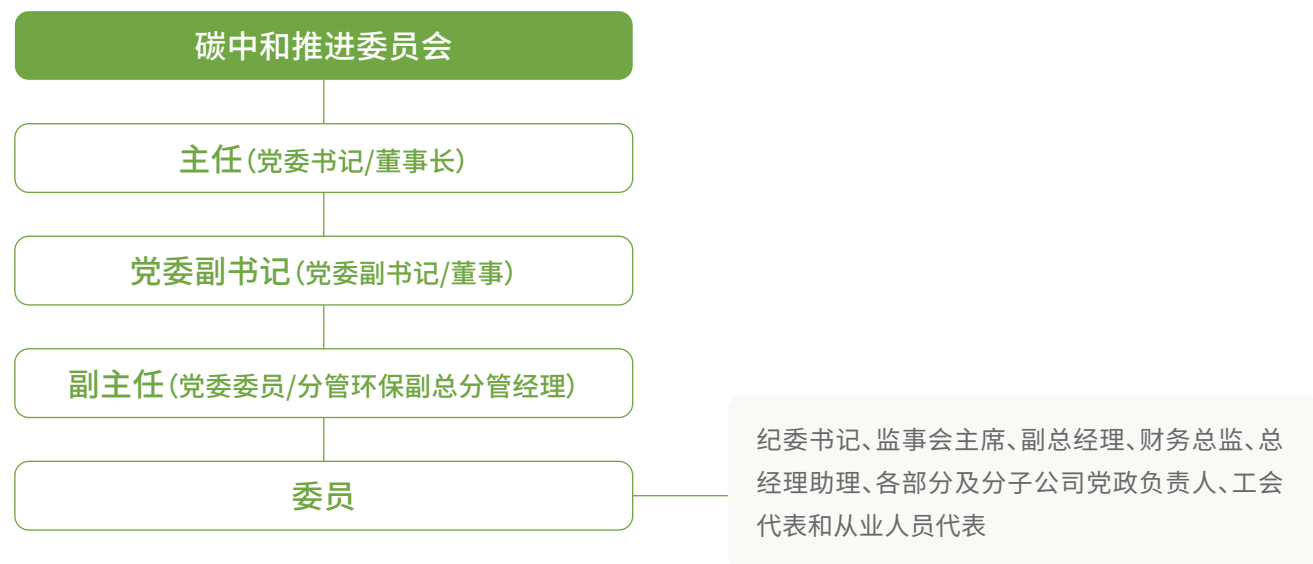 碳中和推进委员会
主任(党委书记/董事长)
党委副书记(党委副书记/董事)
副主任(党委委员/分管环保副总分管经理)
委员
纪委书记、监事会主席、副总经理、财务总监、总
经理助理、各部分及分子公司党政负责人、工会
代表和从业人员代表